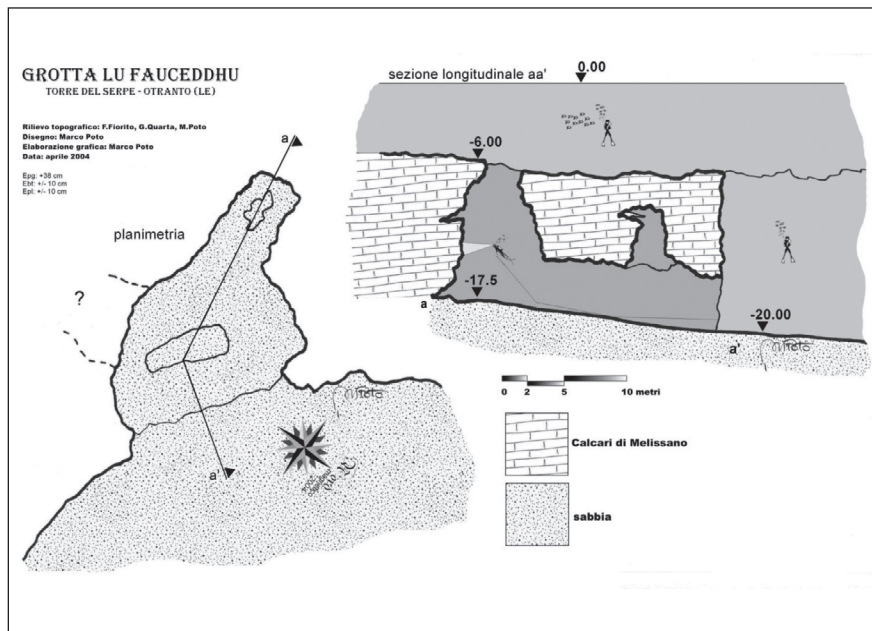 GROTTA LU FAUCEDDHU
TORRE DEL SERPE - OTRANTO (LE)
Rilievo topografico: F.Fiorito, G.Quarta, M.Poto
Disegno: Marco Poto
Elaborazione grafica: Marco Poto
Data: aprile 2004
Epg: +38 cm
Ebt: +/- 10 cm
Epl: +/- 10 cm
planimetria
?
a
a'
sezione longitudinale aa'
0.00
-6.00
-17.5
-20.00
a
a'
0 2 5 10 metri
Calcari di Melissano
sabbia